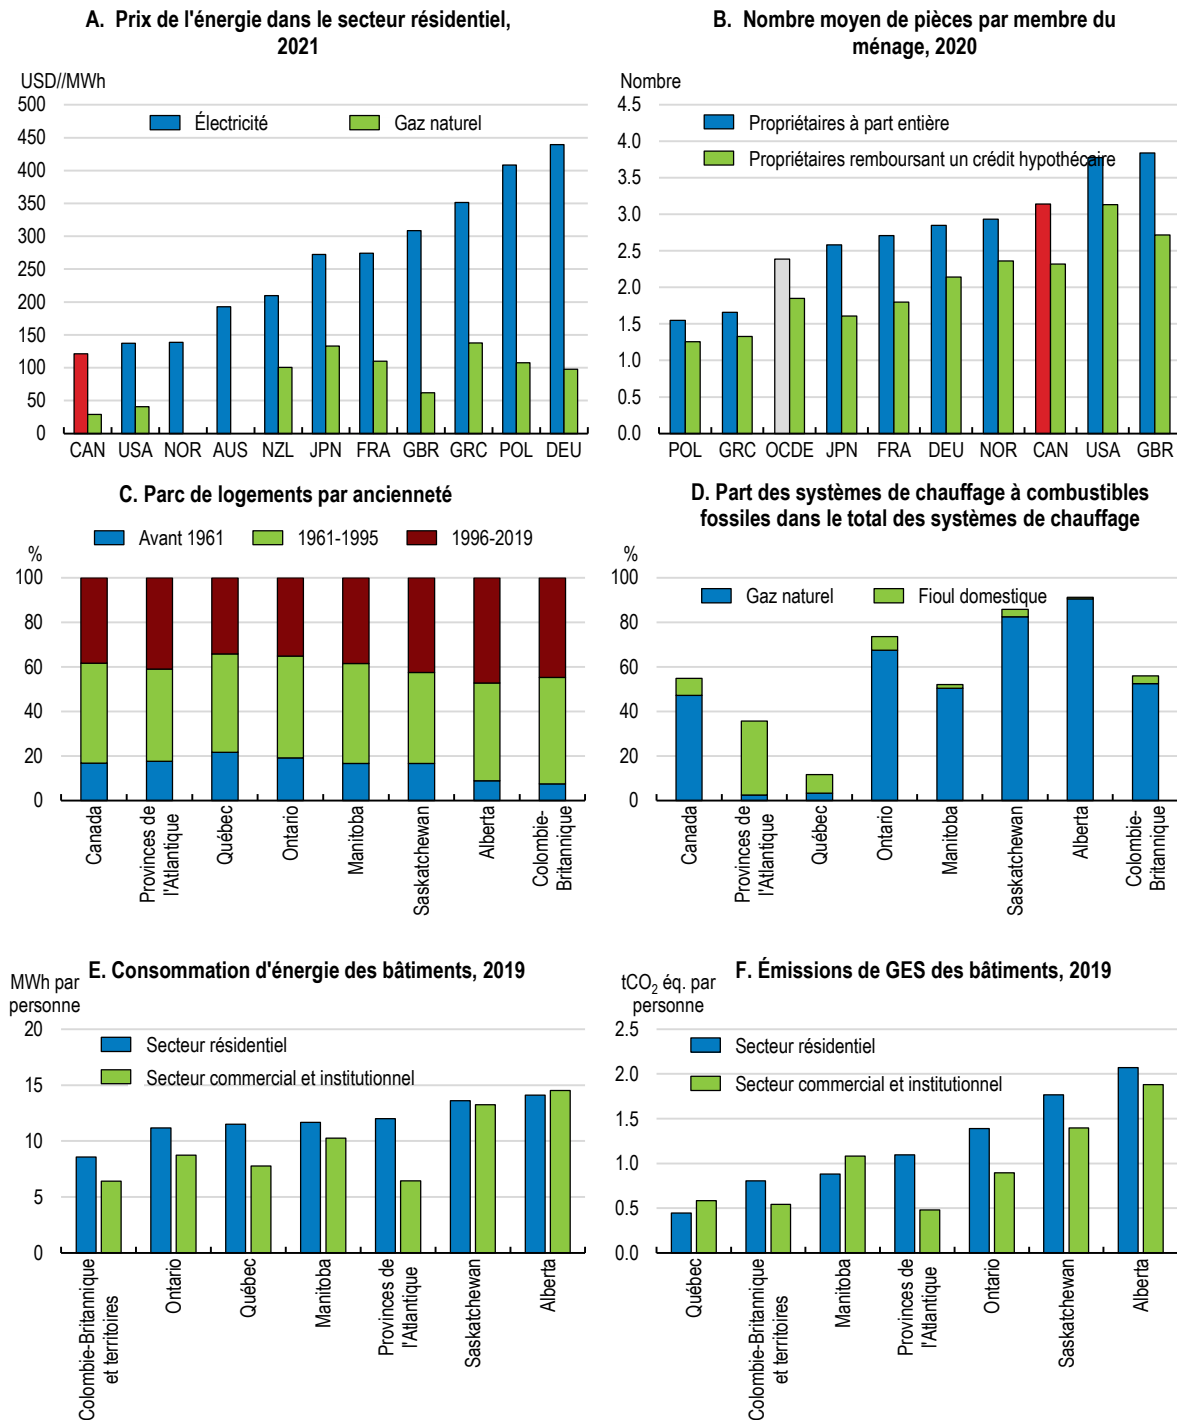 A. Prix de l'énergie dans le secteur résidentiel,
2021
USD//MWh
500
450
400
350
300
250
200
150
100
50
0
Électricité
Gaz naturel
CAN USA NOR AUS NZL JPN FRA GBR GRC POL DEU
B. Nombre moyen de pièces par membre du
ménage, 2020
Nombre
4.5
4.0
3.5
3.0
2.5
2.0
1.5
1.0
0.5
0.0
Propriétaires à part entière
Propriétaires remboursant un crédit hypothécaire
POL GRC OCDE JPN FRA DEU NOR CAN USA GBR
C. Parc de logements par ancienneté
Avant 1961
1961-1995
1996-2019
%
100
80
60
40
20
0
Canada
Provinces de
l'Atlantique
Québec
Ontario
Manitoba
Saskatchewan
Alberta
Colombie-
Britannique
D. Part des systèmes de chauffage à combustibles
fossiles dans le total des systèmes de chauffage
%
100
80
60
40
20
0
Gaz naturel
Fioul domestique
Canada
Provinces de
l'Atlantique
Québec
Ontario
Manitoba
Saskatchewan
Alberta
Colombie-
Britannique
E. Consommation d'énergie des bâtiments, 2019
MWh par
personne
20
15
10
5
0
Secteur résidentiel
Secteur commercial et institutionnel
Colombie-Britannique
et territoires
Ontario
Québec
Manitoba
Provinces de
l'Atlantique
Saskatchewan
Alberta
F. Émissions de GES des bâtiments, 2019
tCO2 éq. par
personne
2.5
2.0
1.5
1.0
0.5
0.0
Secteur résidentiel
Secteur commercial et institutionnel
Québec
Colombie-Britannique
et territoires
Manitoba
Provinces de
l'Atlantique
Ontario
Saskatchewan
Alberta